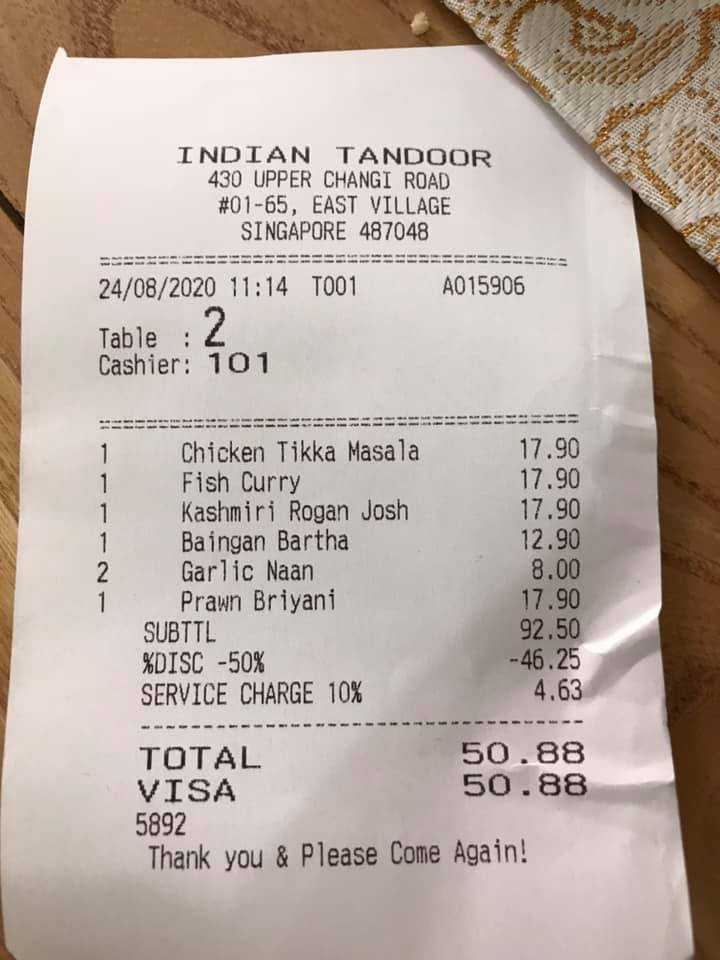 INDIAN TANDOOR
430 UPPER CHANGI ROAD
#01-65, EAST VILLAGE
SINGAPORE 487048
24/08/2020 11:14 T001 A015906
Table : 2
Cashier: 101
1 Chicken Tikka Masala 17.90
1 Fish Curry 17.90
1 Kashmiri Rogan Josh 17.90
1 Baingan Bartha 12.90
2 Garlic Naan 8.00
1 Prawn Briyani 17.90
SUBTTL 92.50
%DISC -50% -46.25
SERVICE CHARGE 10% 4.63
TOTAL 50.88
VISA 50.88
5892
Thank you & Please Come Again!